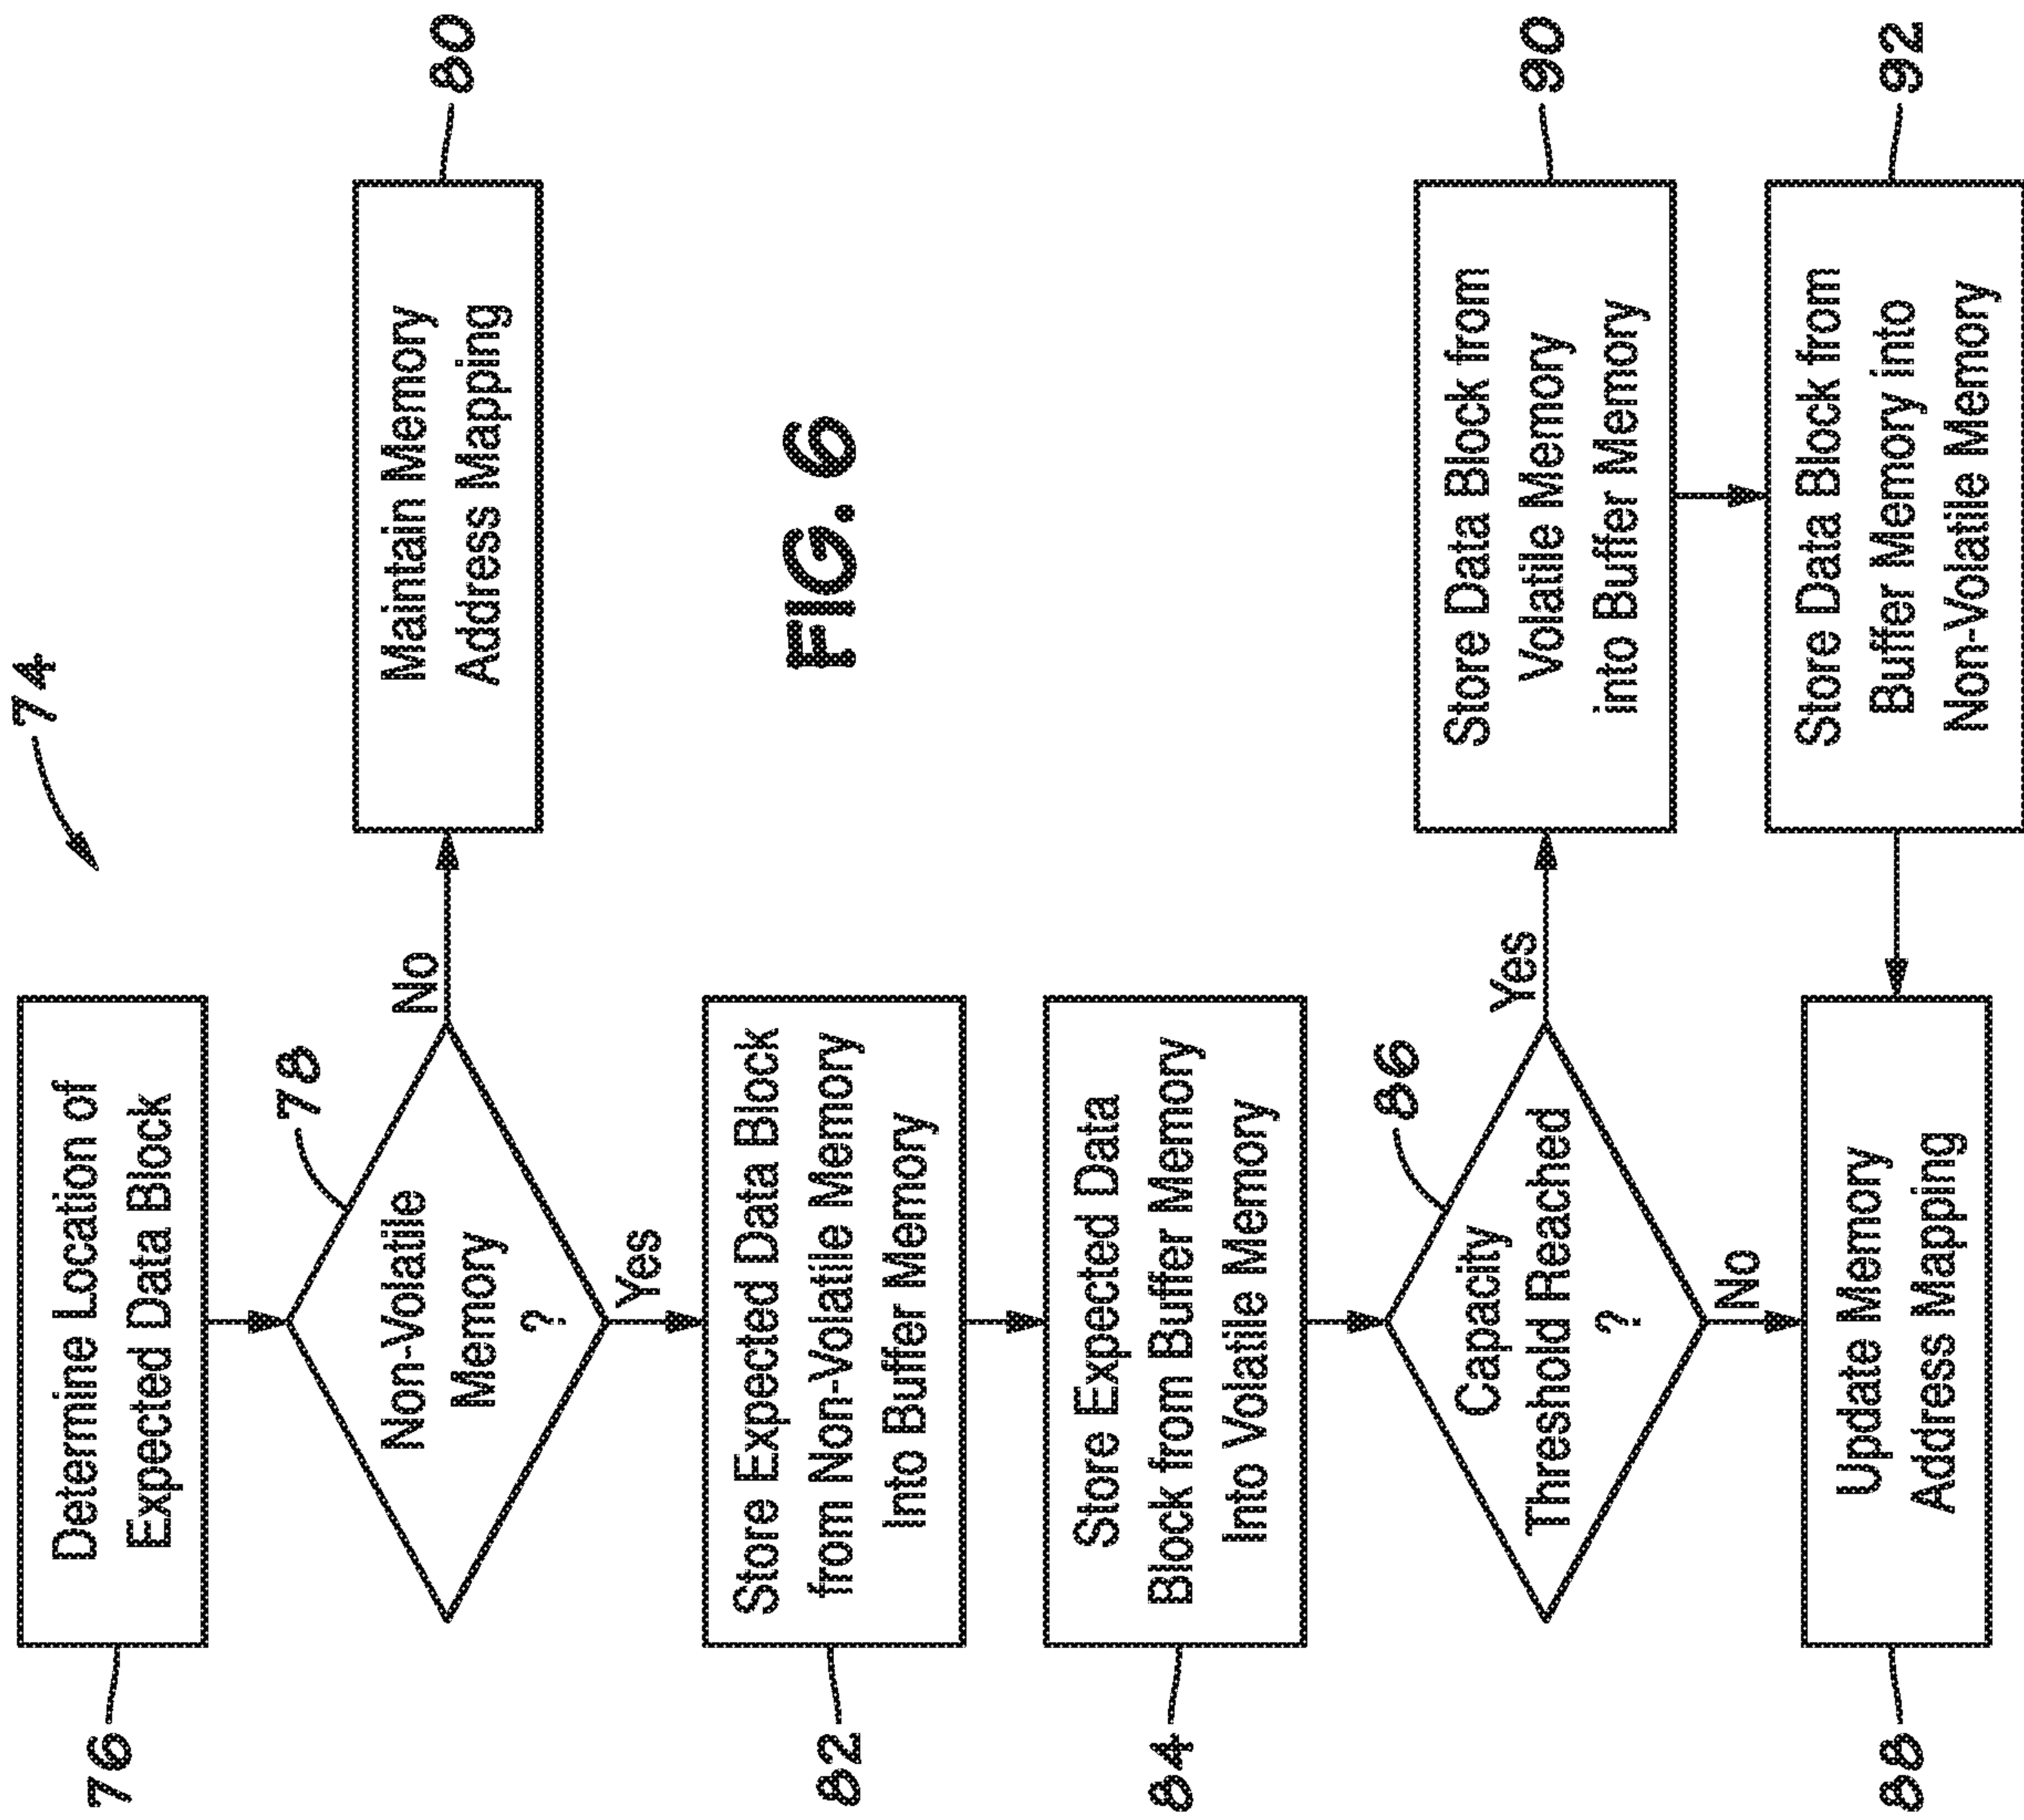 74
76
Determine Location of
Expected Data Block
78
Non-Volatile
Memory
?
No
Maintain Memory
Address Mapping
80
Yes
82
Store Expected Data Block
from Non-Volatile Memory
Into Buffer Memory
84
Store Expected Data
Block from Buffer Memory
Into Volatile Memory
86
Capacity
Threshold Reached
?
Yes
Store Data Block from
Volatile Memory
into Buffer Memory
90
No
88
Update Memory
Address Mapping
Store Data Block from
Buffer Memory into
Non-Volatile Memory
92
FIG. 6